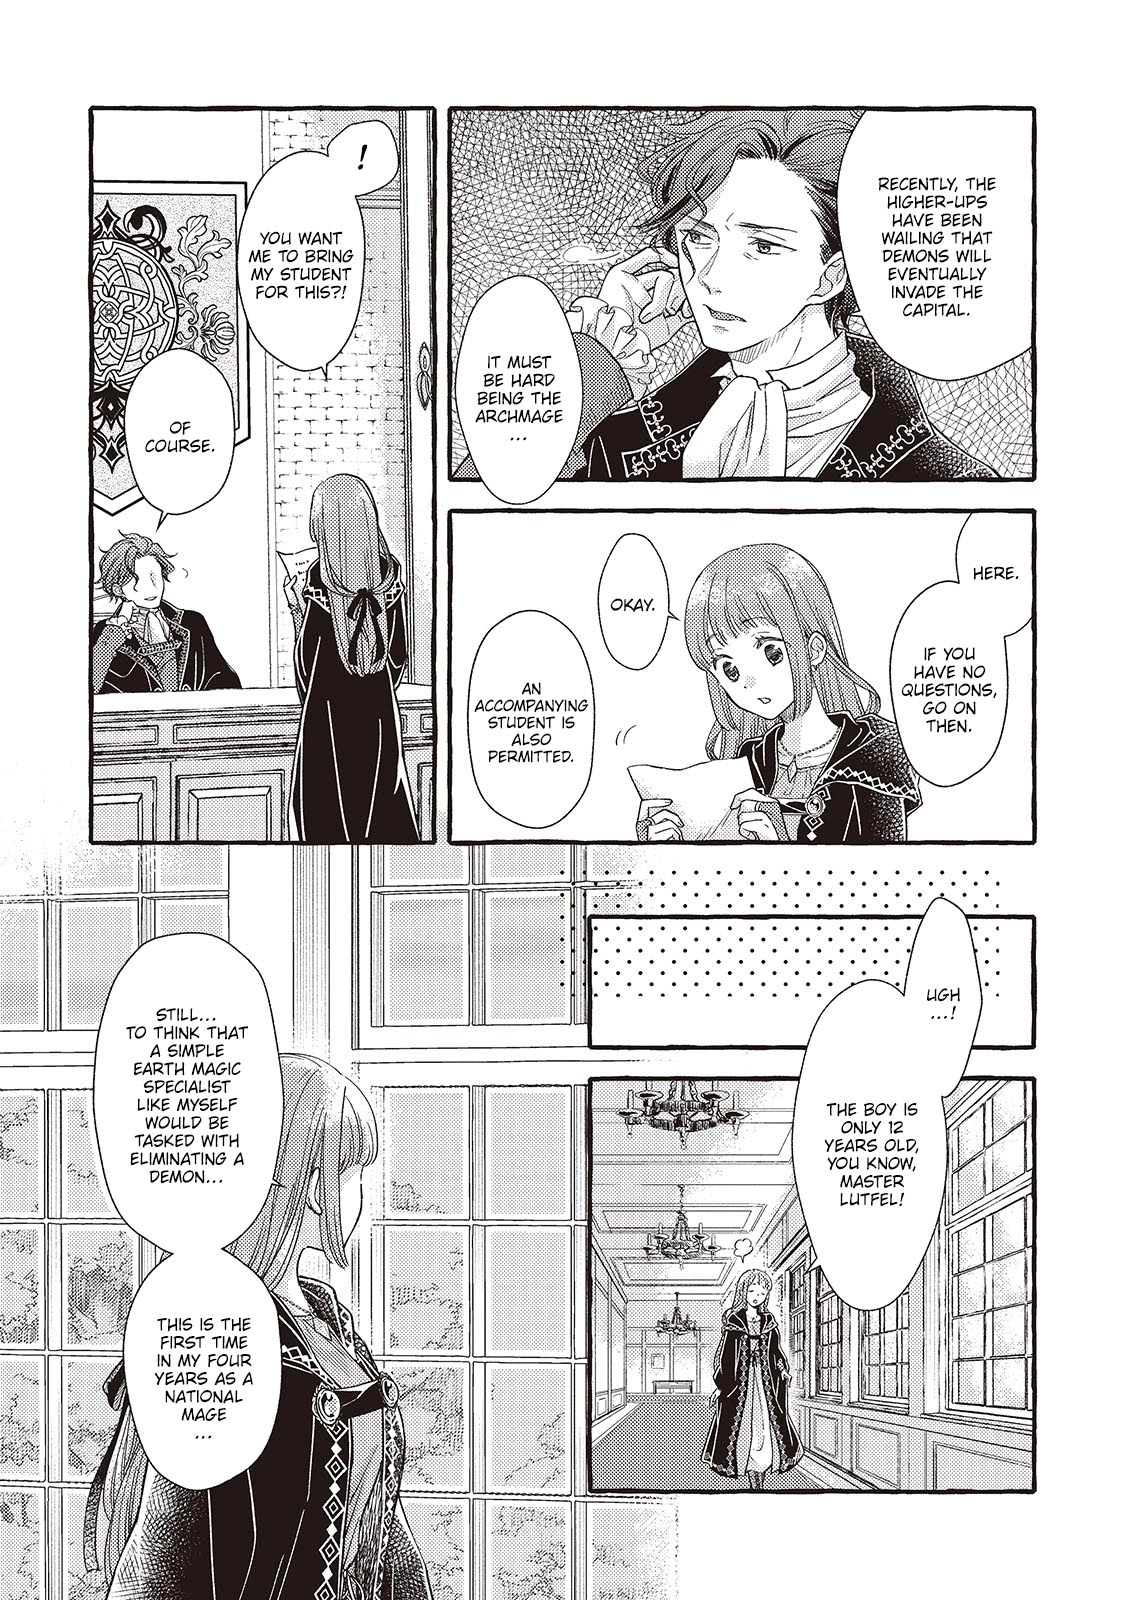 RECENTLY, THE
HIGHER-UPS
HAVE BEEN
WAILING THAT
DEMONS WILL
EVENTUALLY
INVADE THE
CAPITAL.
IT MUST
BE HARD
BEING THE
ARCHMAGE
...
HERE.
IF YOU
HAVE NO
QUESTIONS,
GO ON
THEN.
OKAY.
AN
ACCOMPANYING
STUDENT IS
ALSO
PERMITTED.
!
YOU WANT
ME TO BRING
MY STUDENT
FOR THIS?!
OF
COURSE.
UGH
...!
THE BOY IS
ONLY 12
YEARS OLD,
YOU KNOW,
MASTER
LUTFEL!
STILL...
TO THINK THAT
A SIMPLE
EARTH MAGIC
SPECIALIST
LIKE MYSELF
WOULD BE
TASKED WITH
ELIMINATING A
DEMON...
THIS IS THE
FIRST TIME
IN MY FOUR
YEARS AS A
NATIONAL
MAGE
...